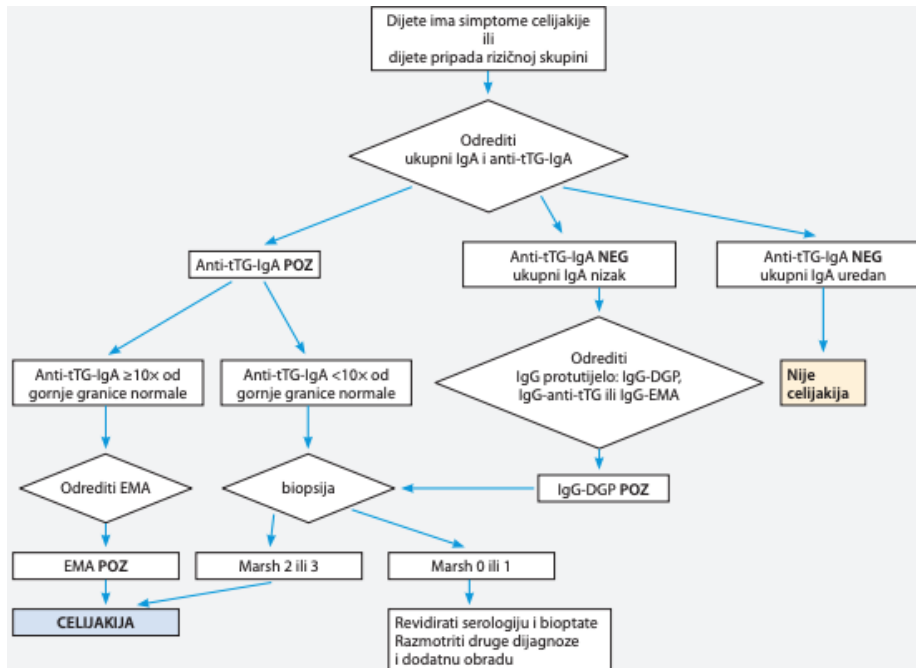 Dijete ima simptome celijakije
ili
dijete pripada rizičnoj skupini
Odrediti
ukupni IgA i anti-tTG-IgA
Anti-tTG-IgA POZ
Anti-tTG-IgA NEG
ukupni IgA nizak
Anti-tTG-IgA NEG
ukupni IgA uredan
Anti-tTG-IgA ≥10× od
gornje granice normale
Anti-tTG-IgA <10× od
gornje granice normale
Odrediti
IgG protutijelo: IgG-DGP,
IgG-anti-tTG ili IgG-EMA
Nije
celijakija
Odrediti EMA
biopsija
IgG-DGP POZ
EMA POZ
Marsh 2 ili 3
Marsh 0 ili 1
CELIJAKIJA
Revidirati serologiju i bioptate
Razmotriti druge dijagnoze
i dodatnu obradu